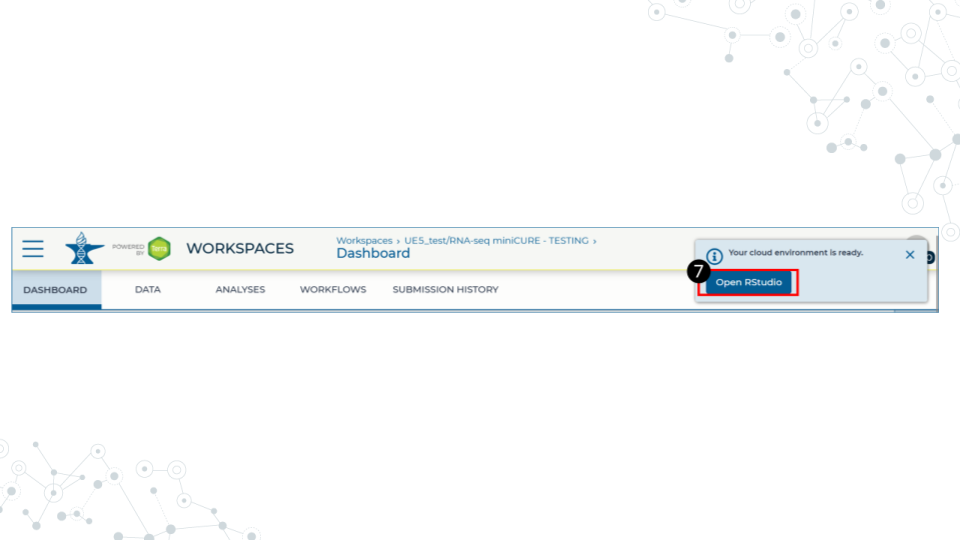 POWERED
BY
Terra
WORKSPACES
Workspaces › UE5_test/RNA-seq miniCURE - TESTING ›
Dashboard
Your cloud environment is ready.
×
7
Open RStudio
DASHBOARD
DATA
ANALYSES
WORKFLOWS
SUBMISSION HISTORY